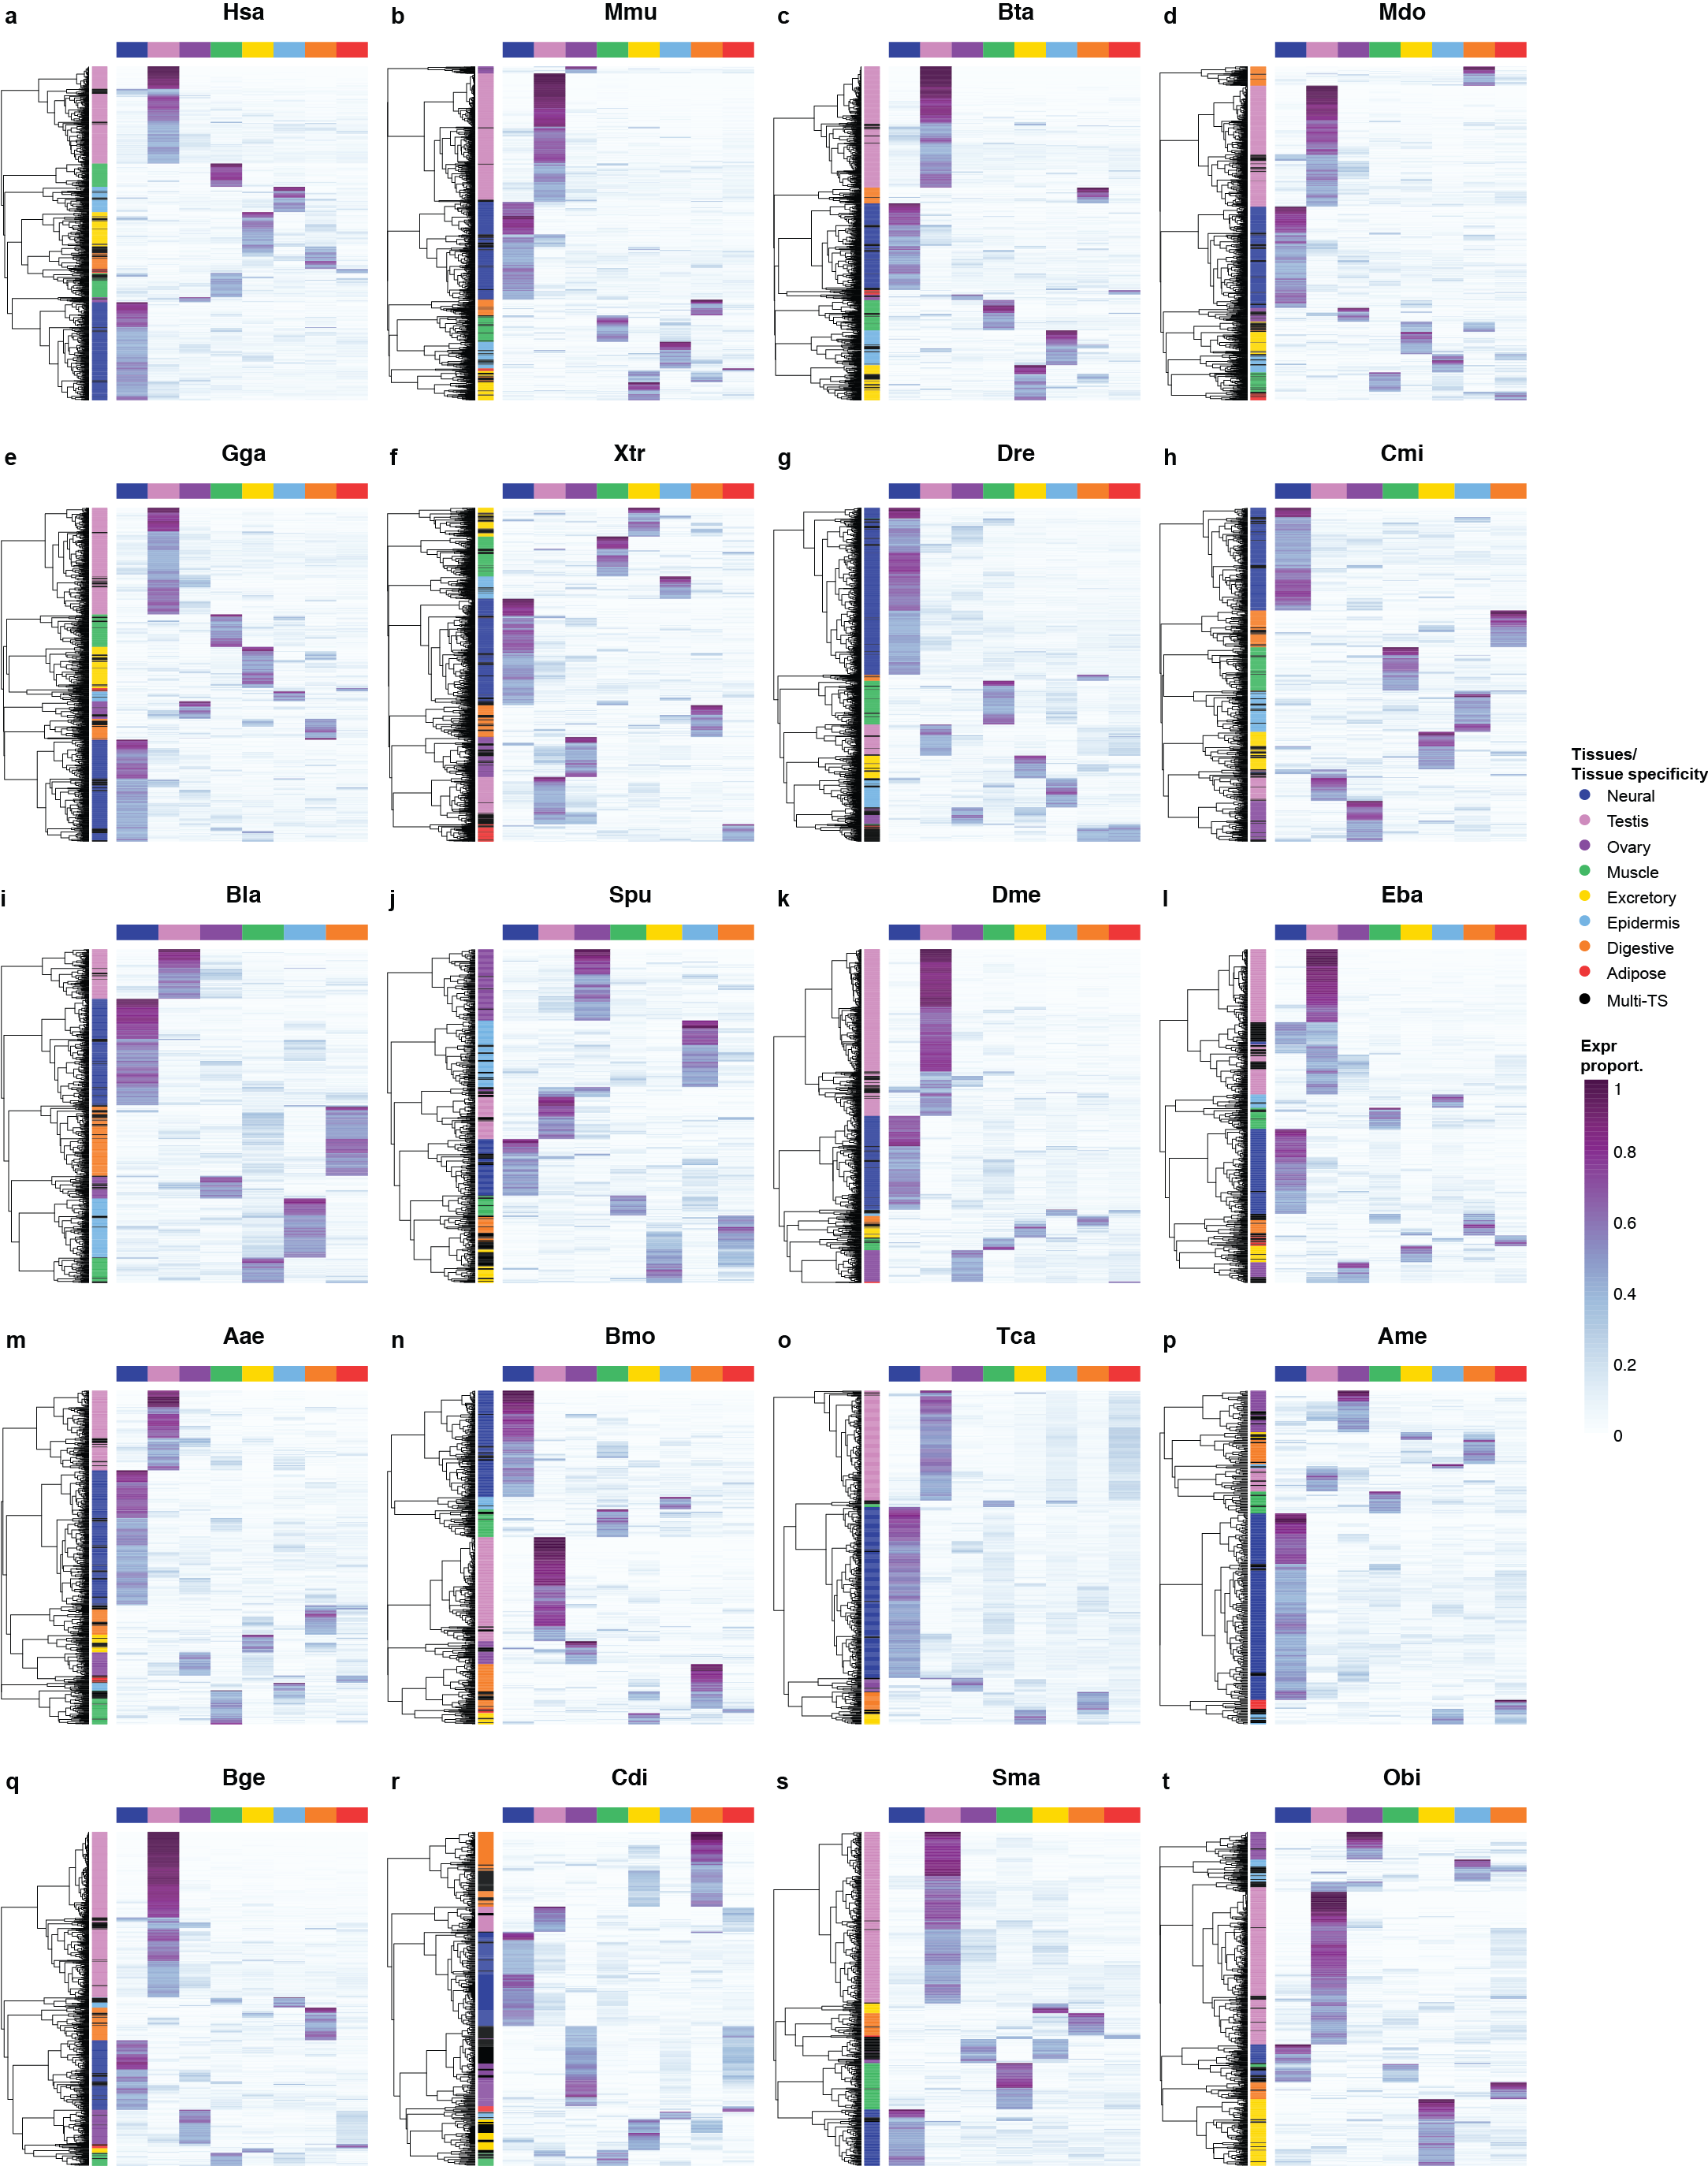 a Hsa
b Mmu
c Bta
d Mdo
e Gga
f Xtr
g Dre
h Cmi
Tissues/
Tissue specificity
Neural
Testis
Ovary
Muscle
Excretory
Epidermis
Digestive
Adipose
Multi-TS
Expr
proport.
1
0.8
0.6
0.4
0.2
0
i Bla
j Spu
k Dme
l Eba
m Aae
n Bmo
o Tca
p Ame
q Bge
r Cdi
s Sma
t Obi